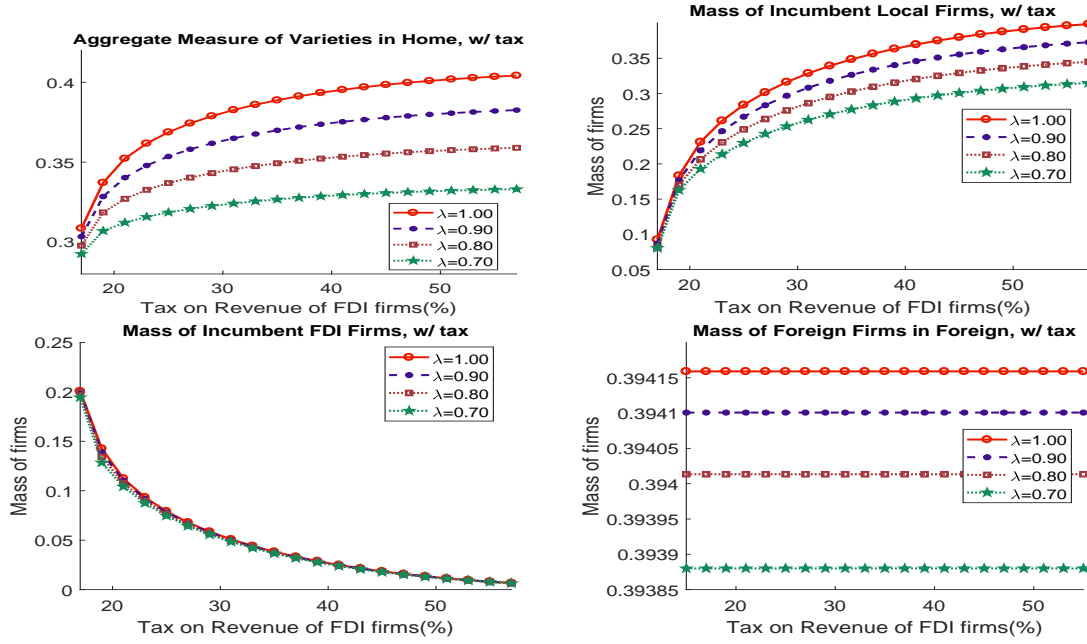 Aggregate Measure of Varieties in Home, w/ tax
0.4
0.35
0.3
λ=1.00
λ=0.90
λ=0.80
λ=0.70
20
30
40
50
Tax on Revenue of FDI firms(%)
Mass of Incumbent Local Firms, w/ tax
Mass of firms
0.35
0.3
0.25
0.2
0.15
0.1
0.05
λ=1.00
λ=0.90
λ=0.80
λ=0.70
20
30
40
50
Tax on Revenue of FDI firms(%)
Mass of Incumbent FDI Firms, w/ tax
Mass of firms
0.25
0.2
0.15
0.1
0.05
0
λ=1.00
λ=0.90
λ=0.80
λ=0.70
20
30
40
50
Tax on Revenue of FDI firms(%)
Mass of Foreign Firms in Foreign, w/ tax
Mass of firms
0.39415
0.3941
0.39405
0.394
0.39395
0.3939
0.39385
λ=1.00
λ=0.90
λ=0.80
λ=0.70
20
30
40
50
Tax on Revenue of FDI firms(%)